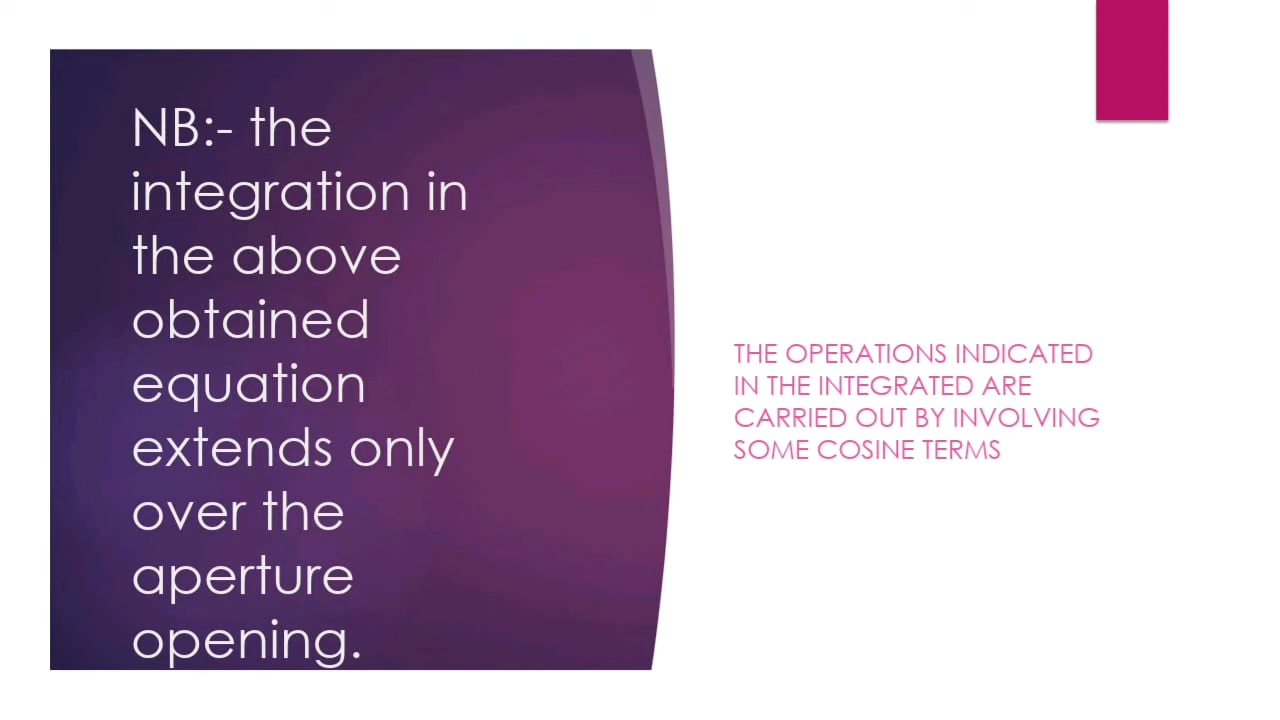 NB:- the
integration in
the above
obtained
equation
extends only
over the
aperture
opening.
THE OPERATIONS INDICATED
IN THE INTEGRATED ARE
CARRIED OUT BY INVOLVING
SOME COSINE TERMS